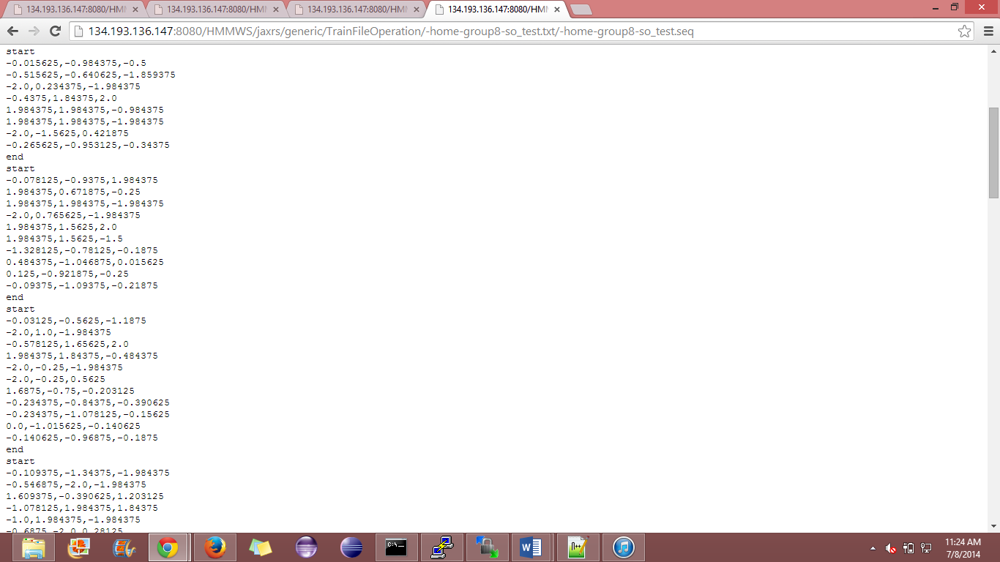 134.193.136.147:8080/HMM
134.193.136.147:8080/HMM
134.193.136.147:8080/HMM
134.193.136.147:8080/HMM
134.193.136.147:8080/HMMWS/jaxrs/generic/TrainFileOperation/-home-group8-so_test.txt/-home-group8-so_test.seq
start
-0.015625,-0.984375,-0.5
-0.515625,-0.640625,-1.859375
-2.0,0.234375,-1.984375
-0.4375,1.84375,2.0
1.984375,1.984375,-0.984375
1.984375,1.984375,-1.984375
-2.0,-1.5625,0.421875
-0.265625,-0.953125,-0.34375
end
start
-0.078125,-0.9375,1.984375
1.984375,0.671875,-0.25
1.984375,1.984375,-1.984375
-2.0,0.765625,-1.984375
1.984375,1.5625,2.0
1.984375,1.5625,-1.5
-1.328125,-0.78125,-0.1875
0.484375,-1.046875,0.015625
0.125,-0.921875,-0.25
-0.09375,-1.09375,-0.21875
end
start
-0.03125,-0.5625,-1.1875
-2.0,1.0,-1.984375
-0.578125,1.65625,2.0
1.984375,1.84375,-0.484375
-2.0,-0.25,-1.984375
-2.0,-0.25,0.5625
1.6875,-0.75,-0.203125
-0.234375,-0.84375,-0.390625
-0.234375,-1.078125,-0.15625
0.0,-1.015625,-0.140625
-0.140625,-0.96875,-0.1875
end
start
-0.109375,-1.34375,-1.984375
-0.546875,-2.0,-1.984375
1.609375,-0.390625,1.203125
-1.078125,1.984375,1.84375
-1.0,1.984375,-1.984375
-0.6875,-2.0,0.28125
11:24 AM
7/8/2014